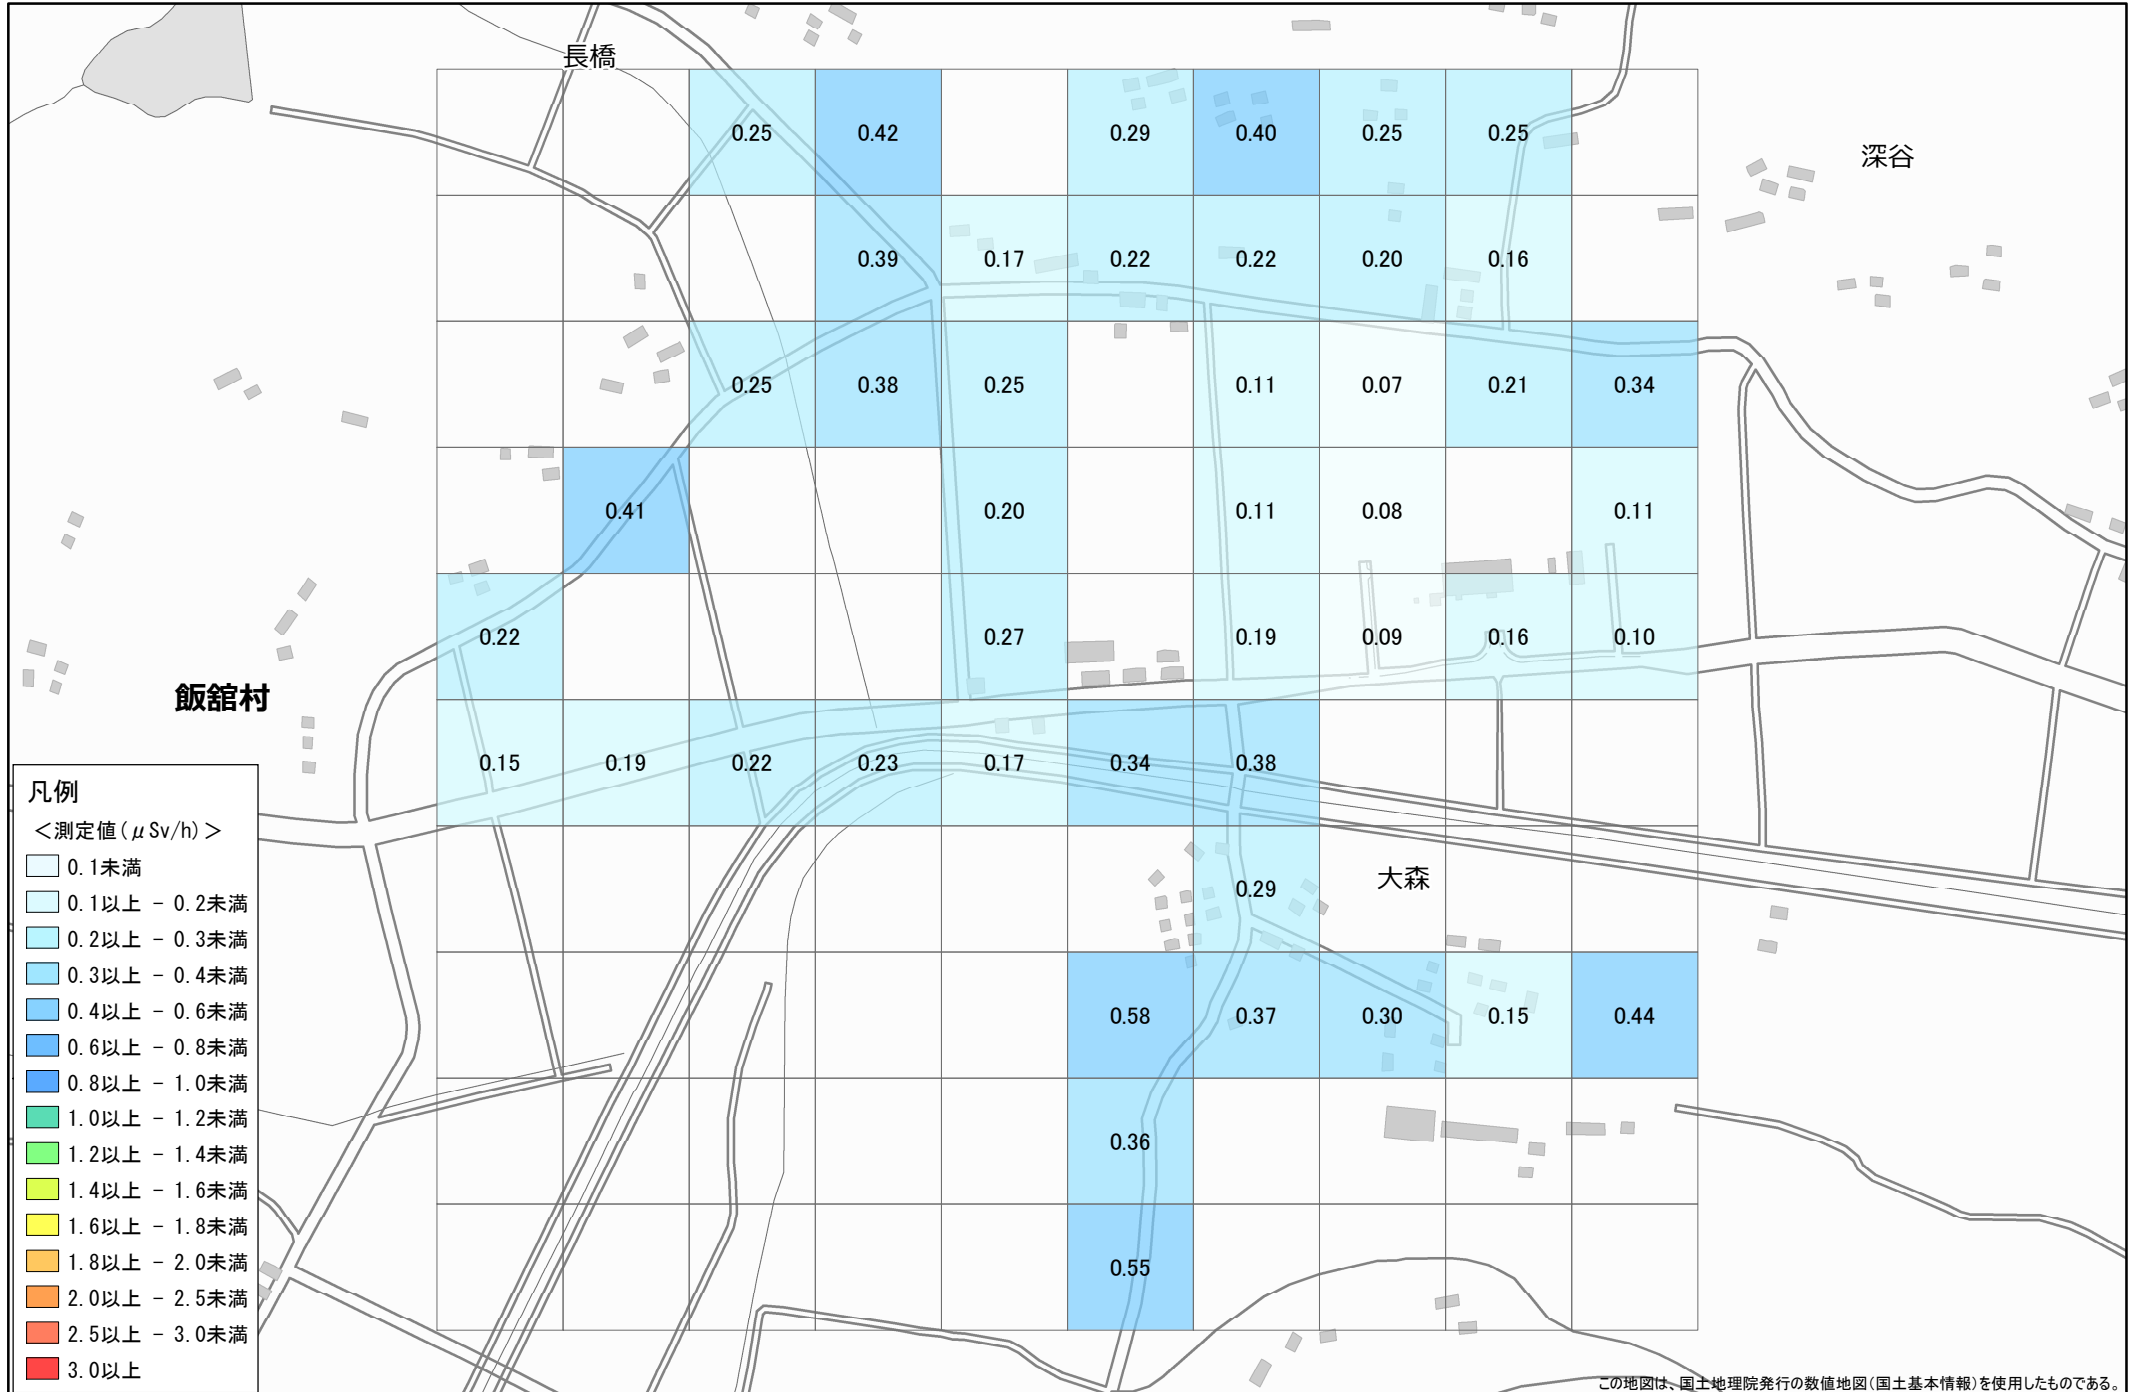 長橋
0.25 0.42 0.29 0.40 0.25 0.25
深谷
0.39 0.17 0.22 0.22 0.20 0.16
0.25 0.38 0.25 0.11 0.07 0.21 0.34
0.41 0.20 0.11 0.08 0.11
0.22 0.27 0.19 0.09 0.16 0.10
飯舘村
0.15 0.19 0.22 0.23 0.17 0.34 0.38
0.29
大森
0.58 0.37 0.30 0.15 0.44
0.36
0.55
凡例
＜測定値(μSv/h)＞
0.1未満
0.1以上 - 0.2未満
0.2以上 - 0.3未満
0.3以上 - 0.4未満
0.4以上 - 0.6未満
0.6以上 - 0.8未満
0.8以上 - 1.0未満
1.0以上 - 1.2未満
1.2以上 - 1.4未満
1.4以上 - 1.6未満
1.6以上 - 1.8未満
1.8以上 - 2.0未満
2.0以上 - 2.5未満
2.5以上 - 3.0未満
3.0以上
この地図は、国土地理院発行の数値地図(国土基本情報)を使用したものである。